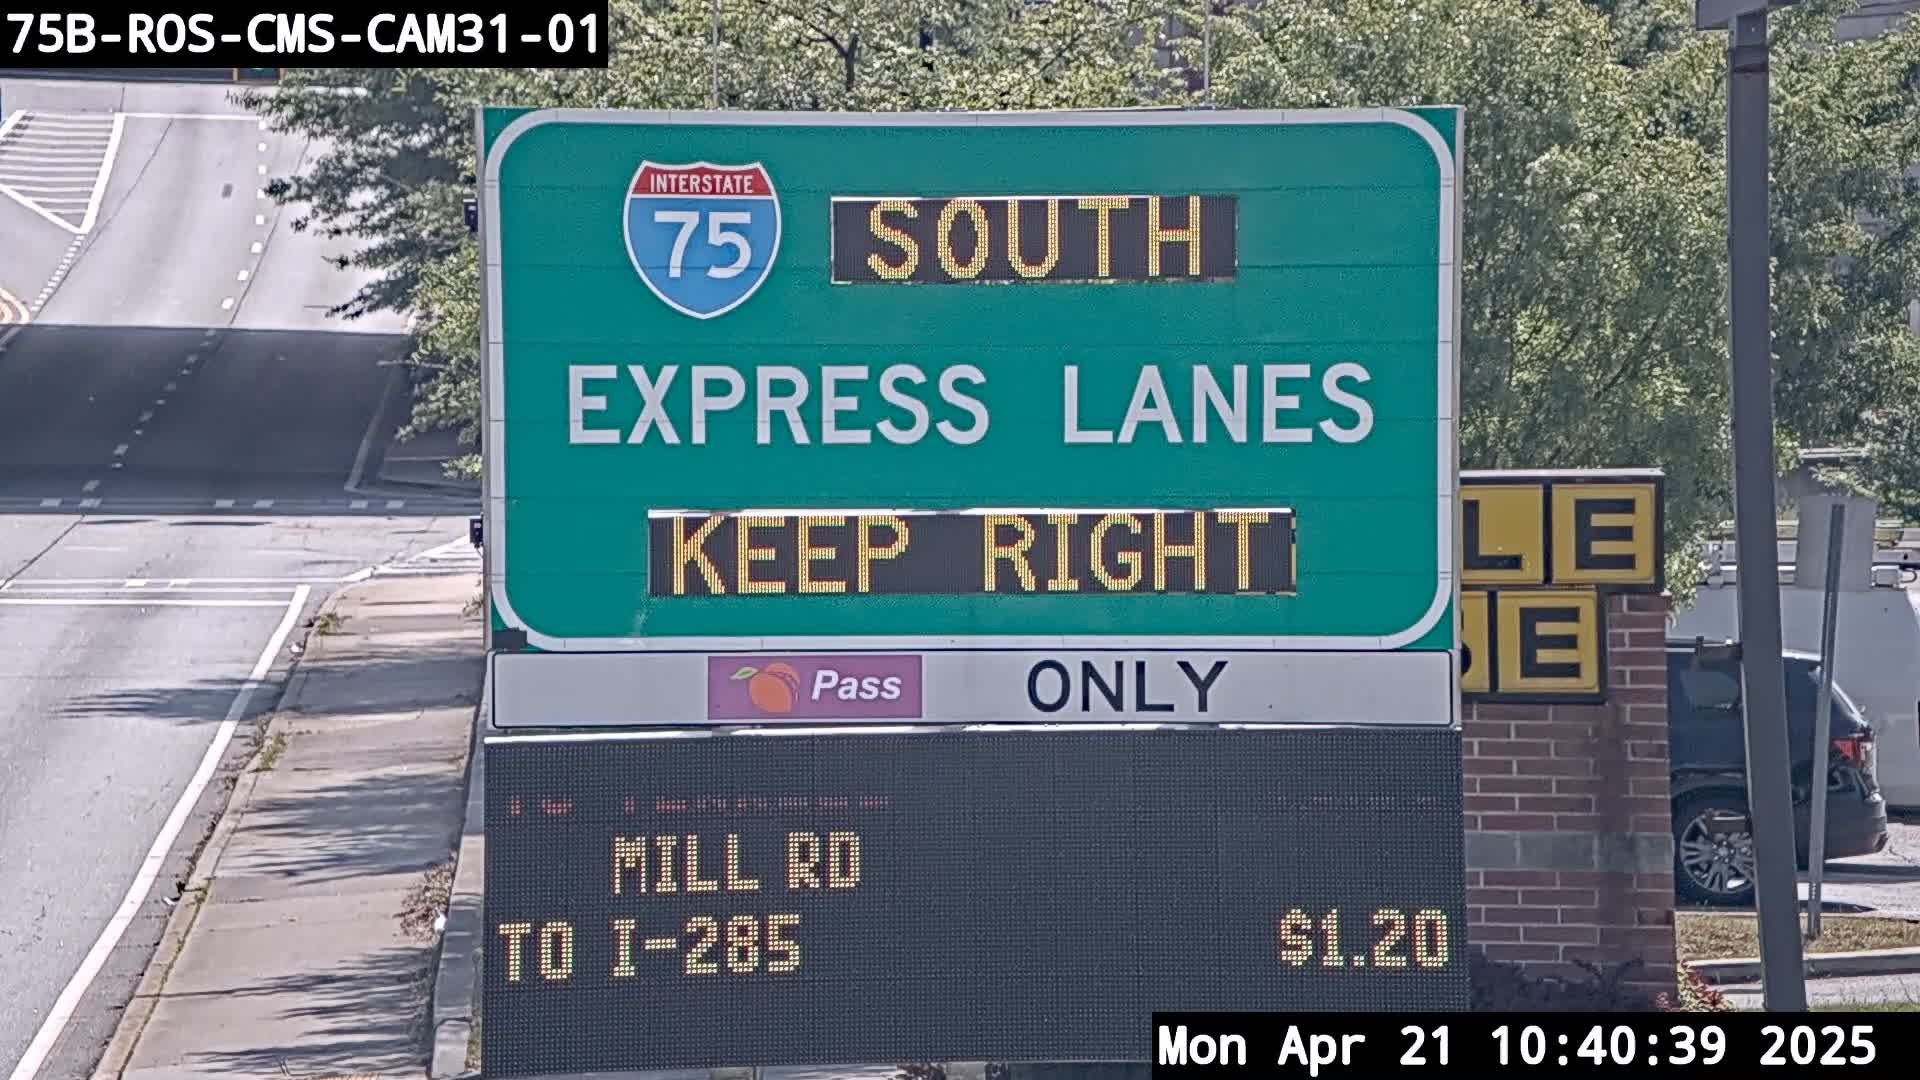 75B-ROS-CMS-CAM31-01
INTERSTATE
75
SOUTH
EXPRESS LANES
KEEP RIGHT
Pass ONLY
MILL RD
TO I-285 $1.20
LE
E
Mon Apr 21 10:40:39 2025